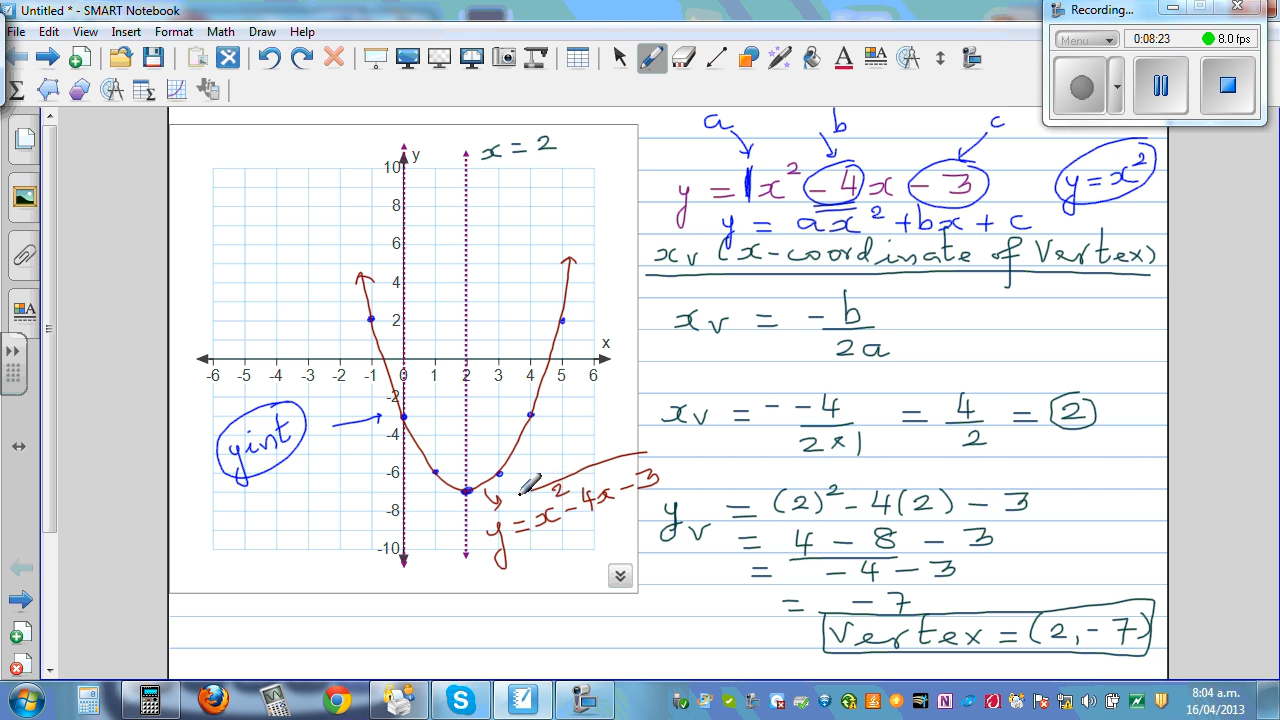 Untitled * - SMART Notebook
File Edit View Insert Format Math Draw Help
Recording...
Menu 0:08:23 8.0 fps
x = 2
y
10
8
6
4
2
-2
-4
-6
-8
-10
x
-6 -5 -4 -3 -2 -1 0 1 2 3 4 5 6
yint
y = x² - 4x - 3
a b c
y = 1x² - 4x - 3
y = x²
y = ax² + bx + c
xv (x-coordinate of Vertex)
xv = -b/2a
xv = - -4/2×1 = 4/2 = 2
yv = (2)² - 4(2) - 3
= 4 - 8 - 3
= -4 - 3
= -7
Vertex = (2, -7)
8:04 a.m.
16/04/2013